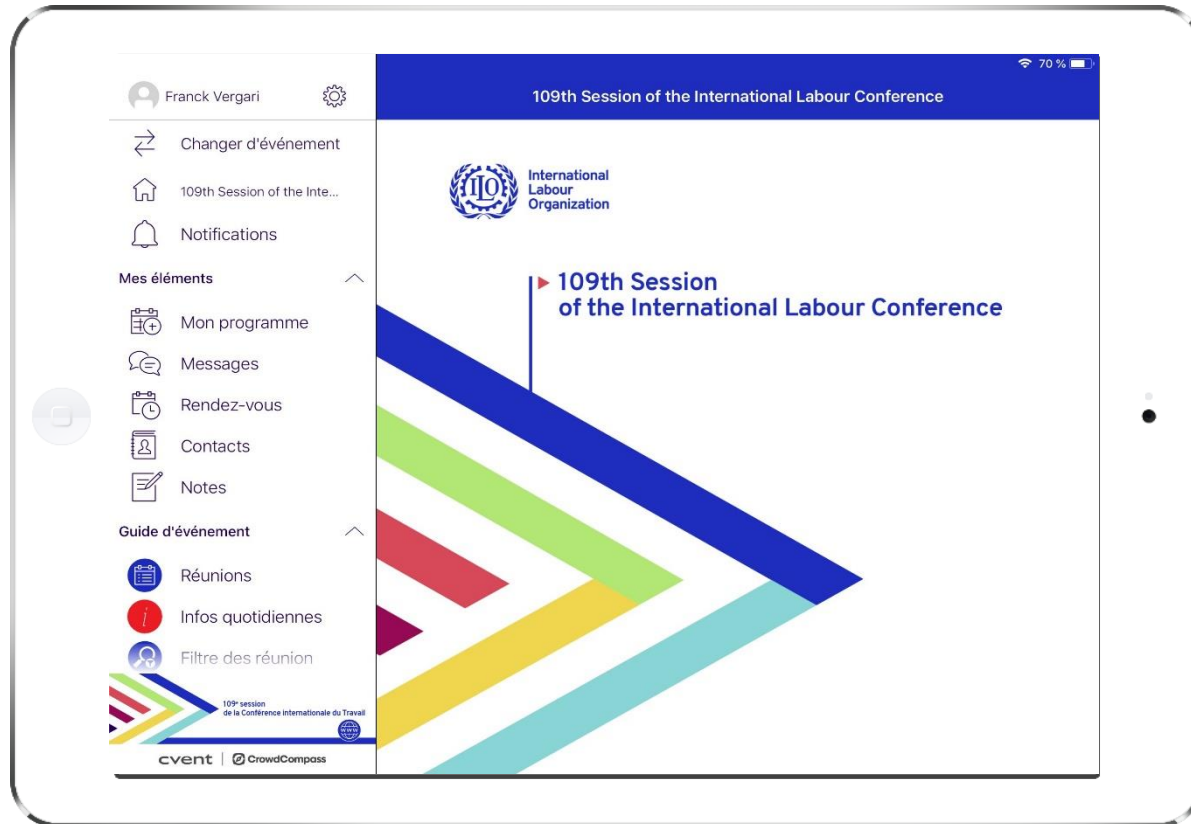 70 %
Franck Vergari
109th Session of the International Labour Conference
Changer d'événement
109th Session of the Inte...
Notifications
Mes éléments
Mon programme
Messages
Rendez-vous
Contacts
Notes
Guide d'événement
Réunions
i
Infos quotidiennes
Filtre des réunion
109e session
de la Conférence internationale du Travail
www
cvent | CrowdCompass
ILO
International
Labour
Organization
109th Session
of the International Labour Conference